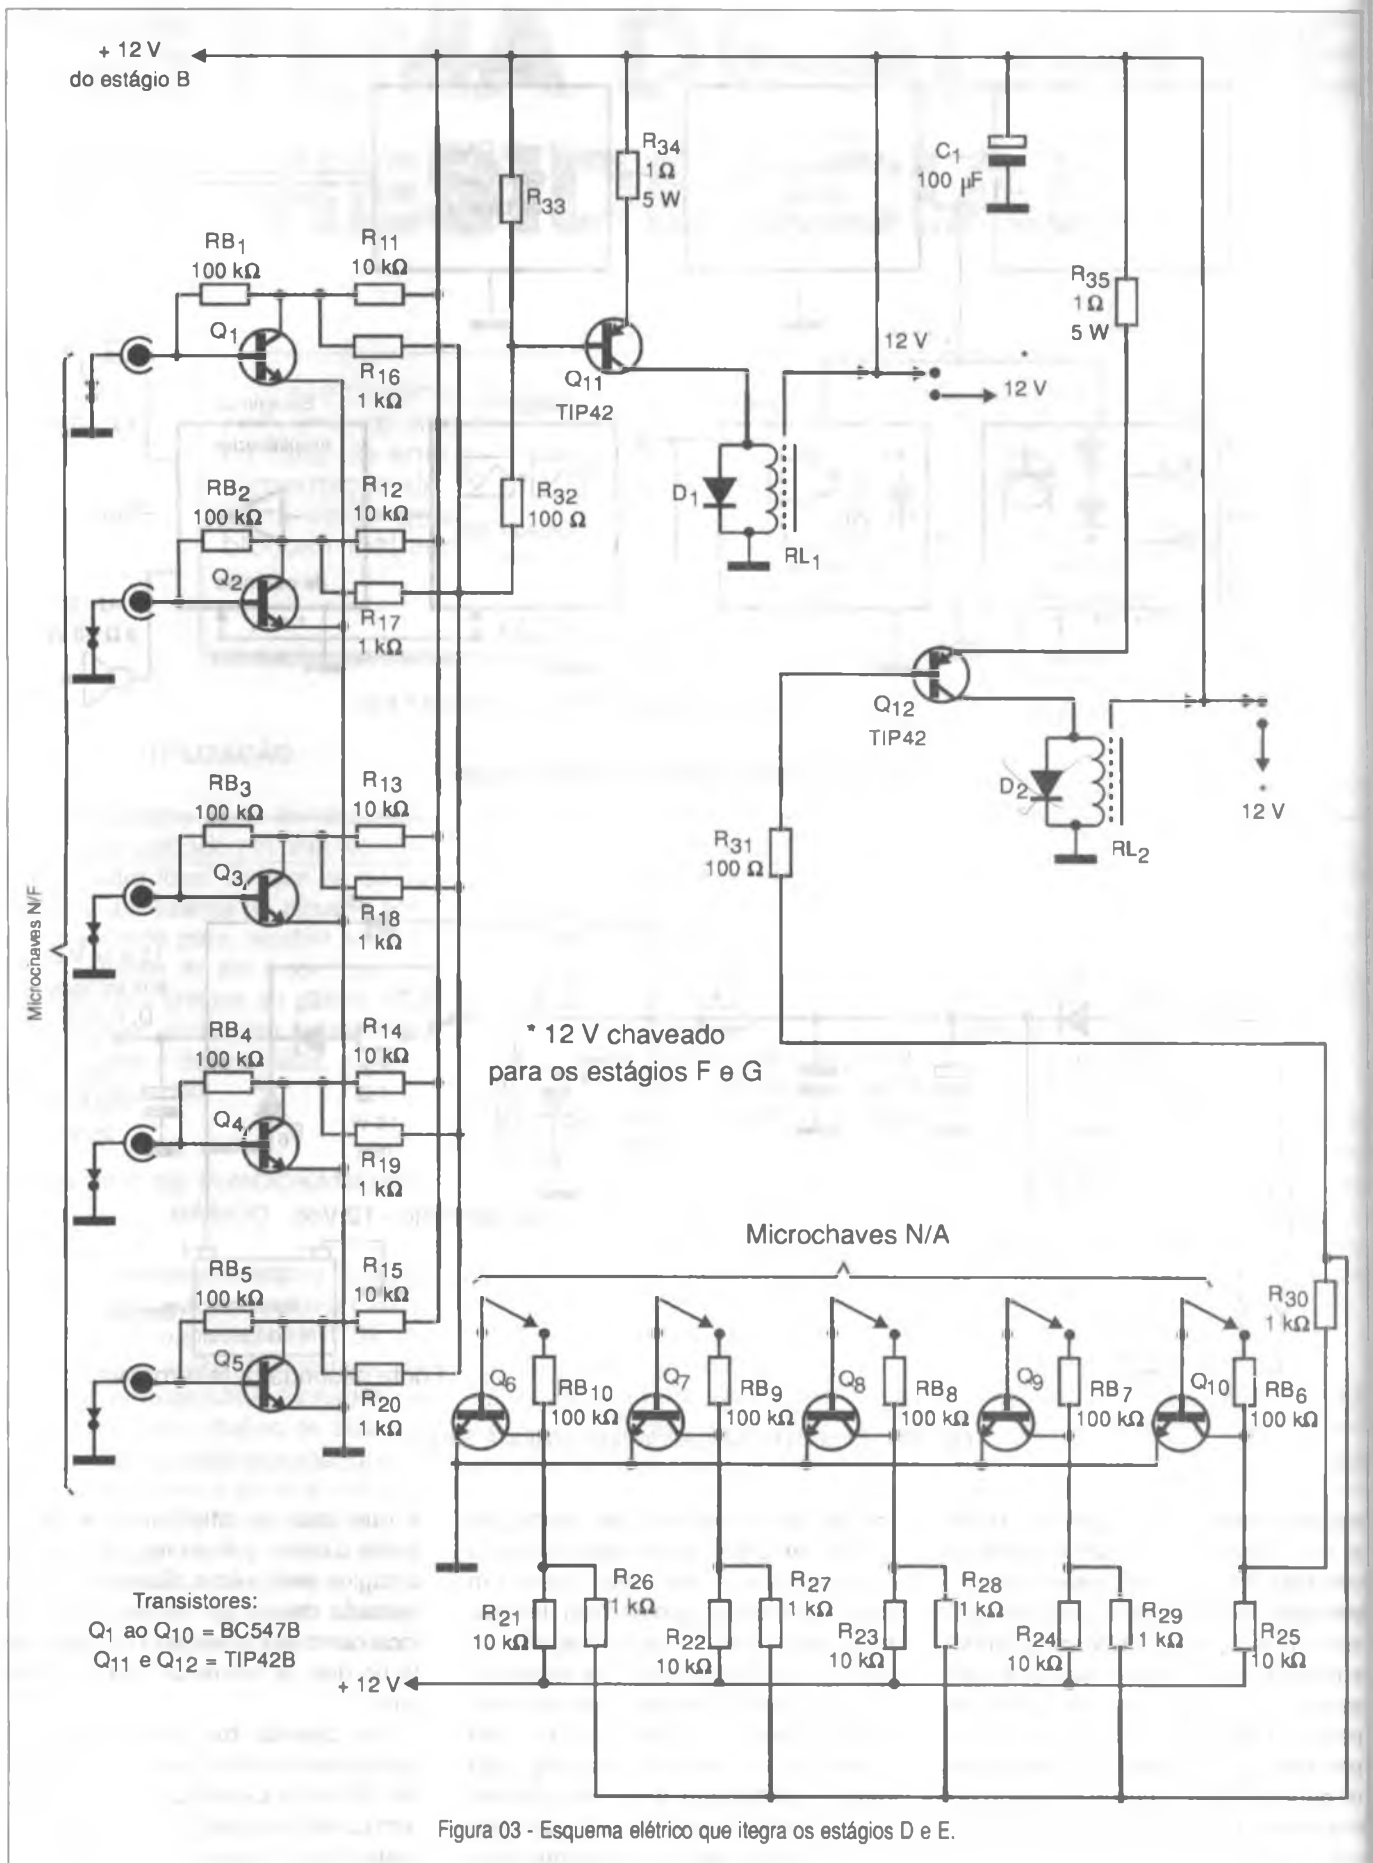 + 12 V
do estágio B
R34
1 Ω
5 W
C1
100 µF
R33
RB1
100 kΩ
R11
10 kΩ
R35
1 Ω
5 W
Q1
R16
1 kΩ
Q11
TIP42
12 V
*
12 V
RB2
100 kΩ
R12
10 kΩ
R32
100 Ω
D1
RL1
Q2
R17
1 kΩ
Q12
TIP42
RB3
100 kΩ
R13
10 kΩ
D2
*
12 V
R31
100 Ω
RL2
Q3
R18
1 kΩ
Microchaves N/F
RB4
100 kΩ
R14
10 kΩ
* 12 V chaveado
para os estágios F e G
Q4
R19
1 kΩ
Microchaves N/A
RB5
100 kΩ
R15
10 kΩ
R30
1 kΩ
Q5
R20
1 kΩ
Q6
RB10
100 kΩ
Q7
RB9
100 kΩ
Q8
RB8
100 kΩ
Q9
RB7
100 kΩ
Q10
RB6
100 kΩ
R26
1 kΩ
R27
1 kΩ
R28
1 kΩ
R29
1 kΩ
R21
10 kΩ
R22
10 kΩ
R23
10 kΩ
R24
10 kΩ
R25
10 kΩ
Transistores:
Q1 ao Q10 = BC547B
Q11 e Q12 = TIP42B
+ 12 V
Figura 03 - Esquema elétrico que itegra os estágios D e E.